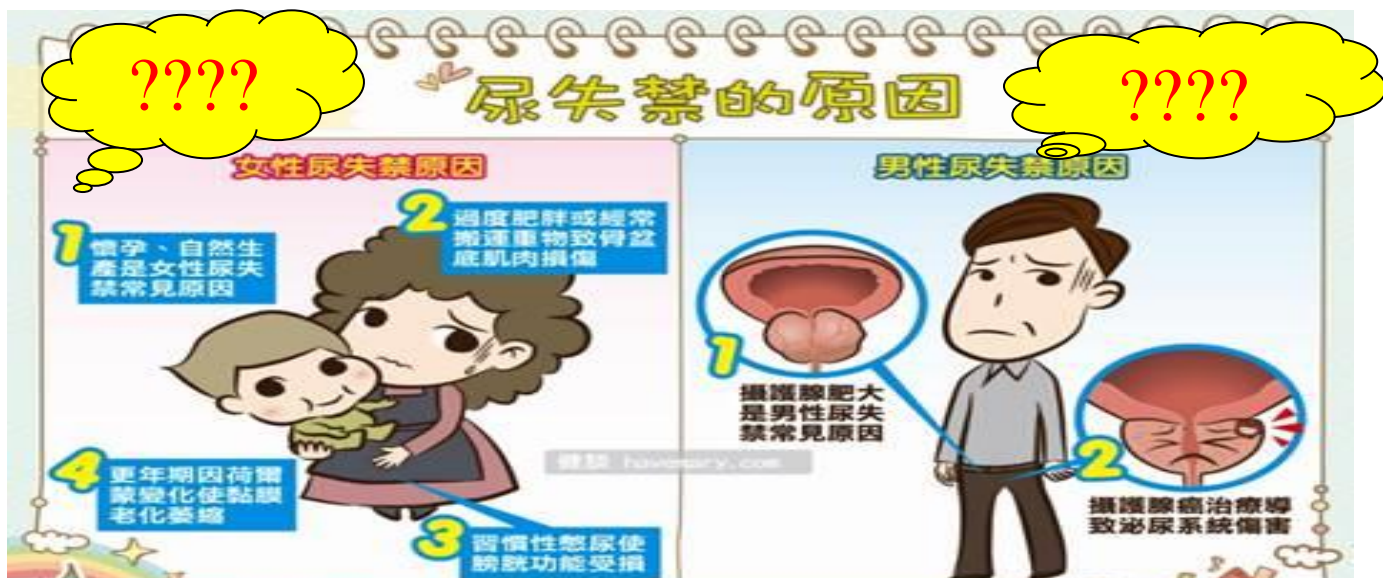 ????
????
尿失禁的原因
女性尿失禁原因
1
懷孕、自然生
產是女性尿失
禁常見原因
2
過度肥胖或經常
搬運重物致骨盆
底肌肉損傷
4
更年期因荷爾
蒙變化使黏膜
老化萎縮
3
習慣性憋尿使
膀胱功能受損
男性尿失禁原因
1
攝護腺肥大
是男性尿失
禁常見原因
2
攝護腺癌治療導
致泌尿系統傷害
havemary.com